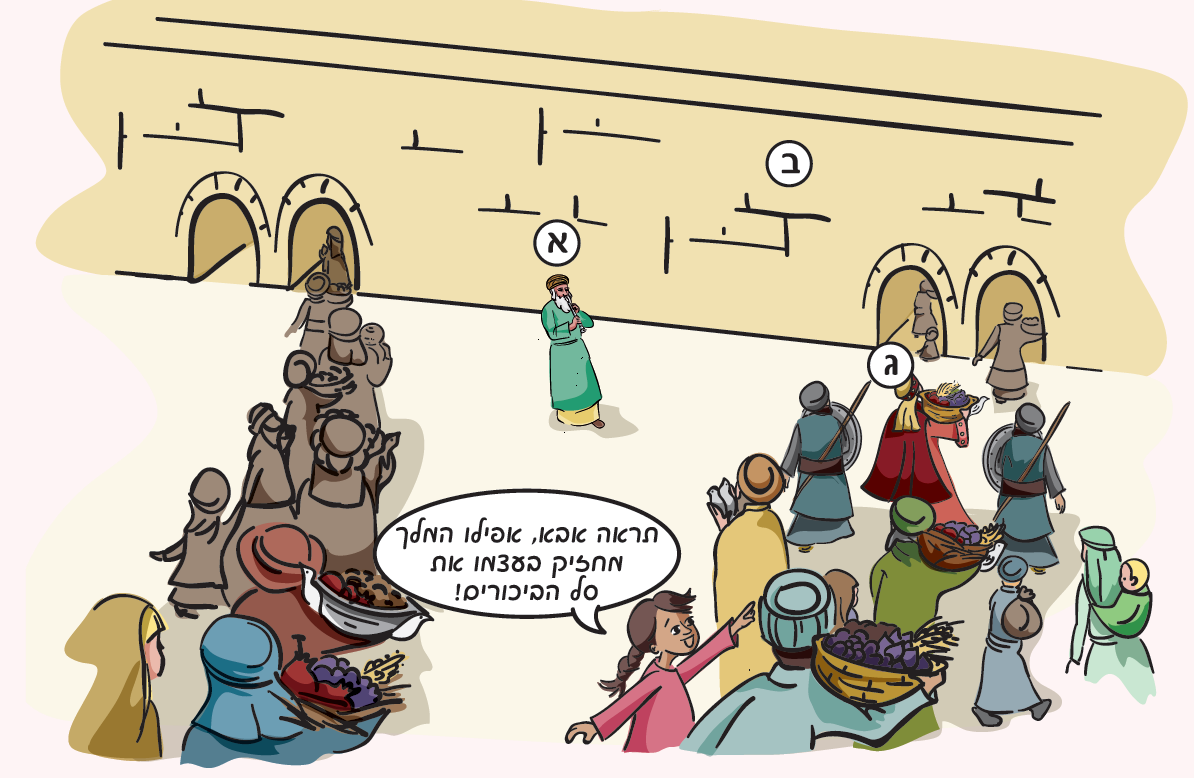 ב
א
ג
תראה אבא, אפילו המלך
מחזיק בעצמו את
סל הביכורים!